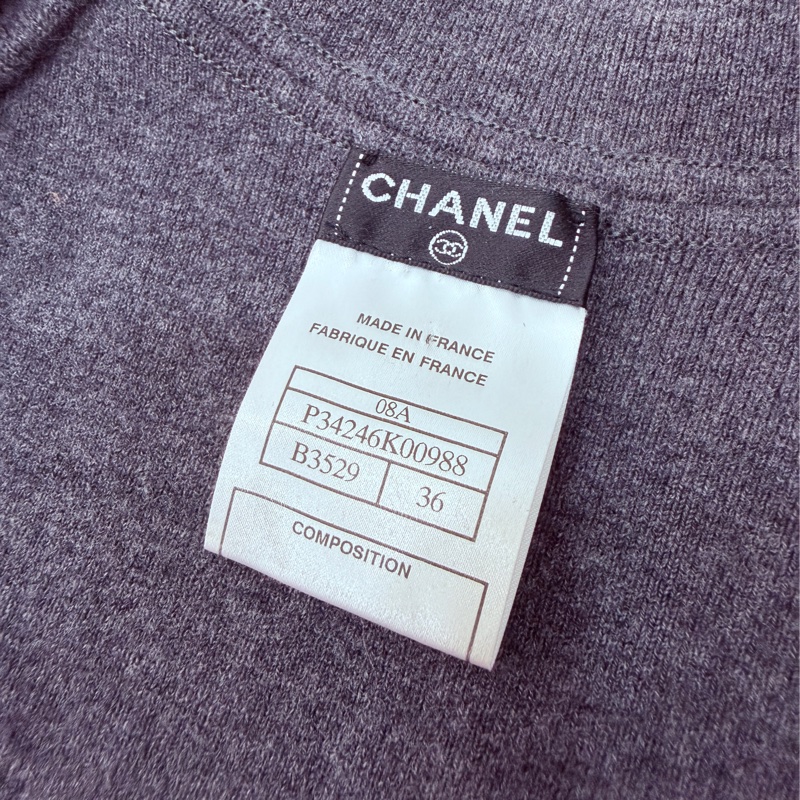 CHANEL
MADE IN FRANCE
FABRIQUE EN FRANCE
08A
P34246K00988
B3529 36
COMPOSITION